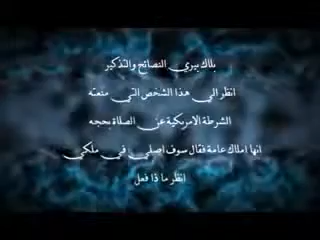 بلاك بيري النصائح والتذكير
انظر الى هذا الشخص التي منعته
الشرطة الامريكية عن الصلاة بحجه
انها املاك عامة فقال سوف اصلي في ملكي
انظر ماذا فعل